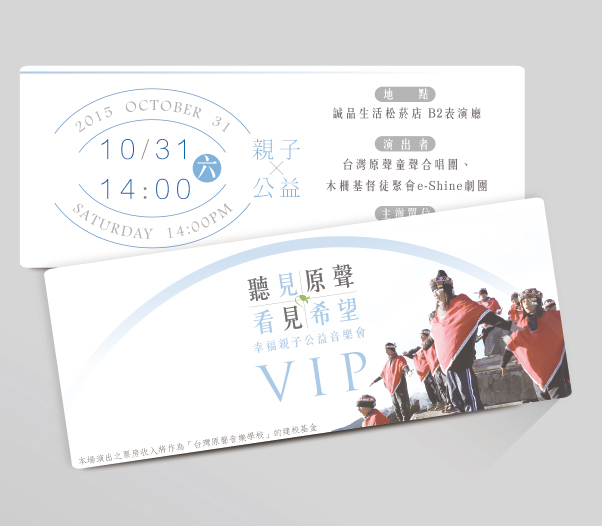 2015 OCTOBER 31
10/31
六
14:00
SATURDAY 14:00PM
親子
×
公益
地 點
誠品生活松菸店 B2表演廳
演出者
台灣原聲童聲合唱團、
木柵基督徒聚會e-Shine劇團
主辦單位
聽見原聲
看見希望
幸福親子公益音樂會
VIP
本場演出之票房收入將作為「台灣原聲音樂學校」的建校基金